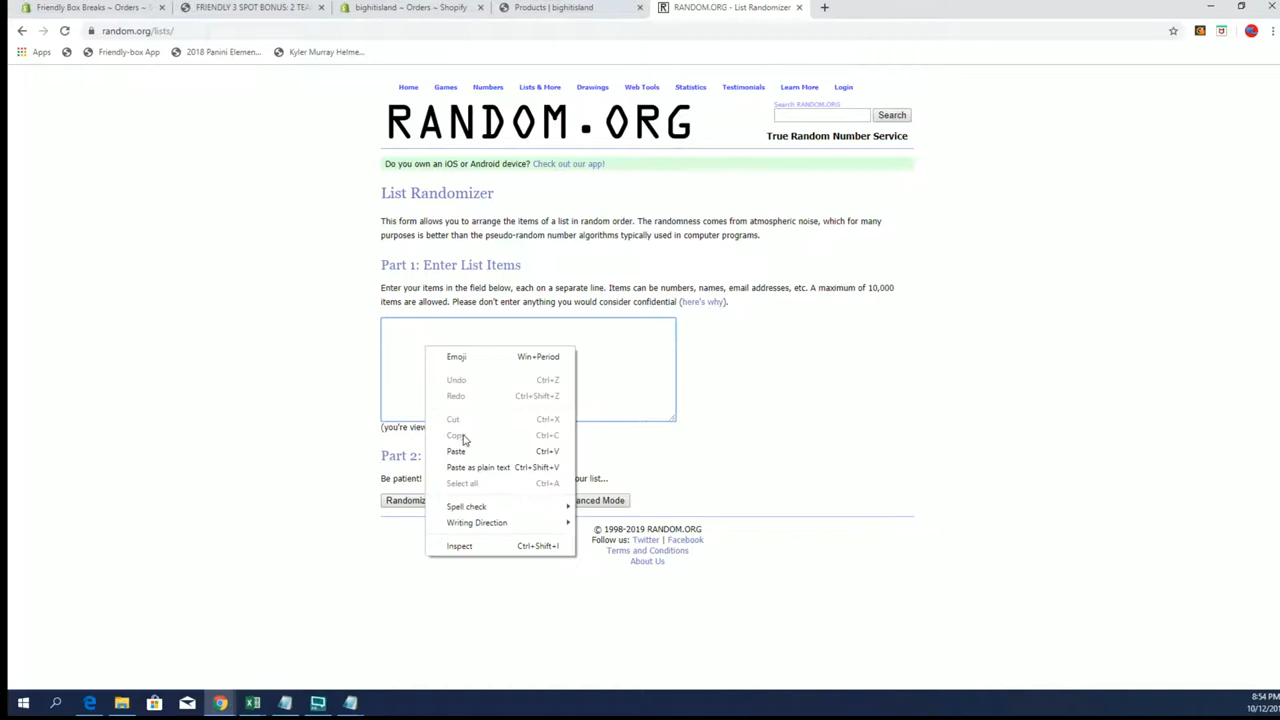 Friendly Box Breaks ~ Orders ~ S
FRIENDLY 3 SPOT BONUS: 2 TEA
bighitisland ~ Orders ~ Shopify
Products | bighitisland
RANDOM.ORG - List Randomizer
random.org/lists/
Apps
Friendly-box App
2018 Panini Elemen...
Kyler Murray Helme...
Home Games Numbers Lists & More Drawings Web Tools Statistics Testimonials Learn More Login
RANDOM.ORG
Search RANDOM.ORG
Search
True Random Number Service
Do you own an iOS or Android device? Check out our app!
List Randomizer
This form allows you to arrange the items of a list in random order. The randomness comes from atmospheric noise, which for many
purposes is better than the pseudo-random number algorithms typically used in computer programs.
Part 1: Enter List Items
Enter your items in the field below, each on a separate line. Items can be numbers, names, email addresses, etc. A maximum of 10,000
items are allowed. Please don't enter anything you would consider confidential (here's why).
Emoji Win+Period
Undo Ctrl+Z
Redo Ctrl+Shift+Z
Cut Ctrl+X
(you're view
Copy Ctrl+C
Paste Ctrl+V
Part 2:
Paste as plain text Ctrl+Shift+V
Be patient!
our list...
Select all Ctrl+A
Randomiz
anced Mode
Spell check
Writing Direction
Inspect Ctrl+Shift+I
© 1998-2019 RANDOM.ORG
Follow us: Twitter | Facebook
Terms and Conditions
About Us
8:54 PM
10/12/201